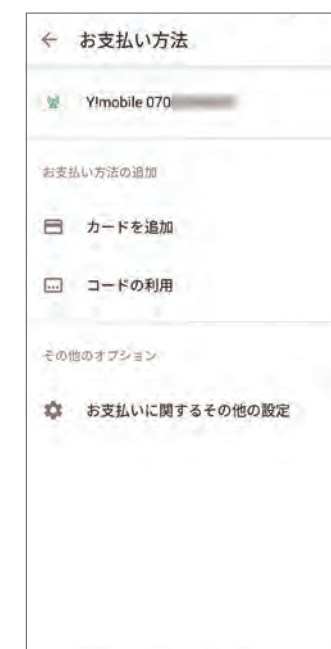 お支払い方法
Y!mobile 070
お支払い方法の追加
カードを追加
コードの利用
その他のオプション
お支払いに関するその他の設定